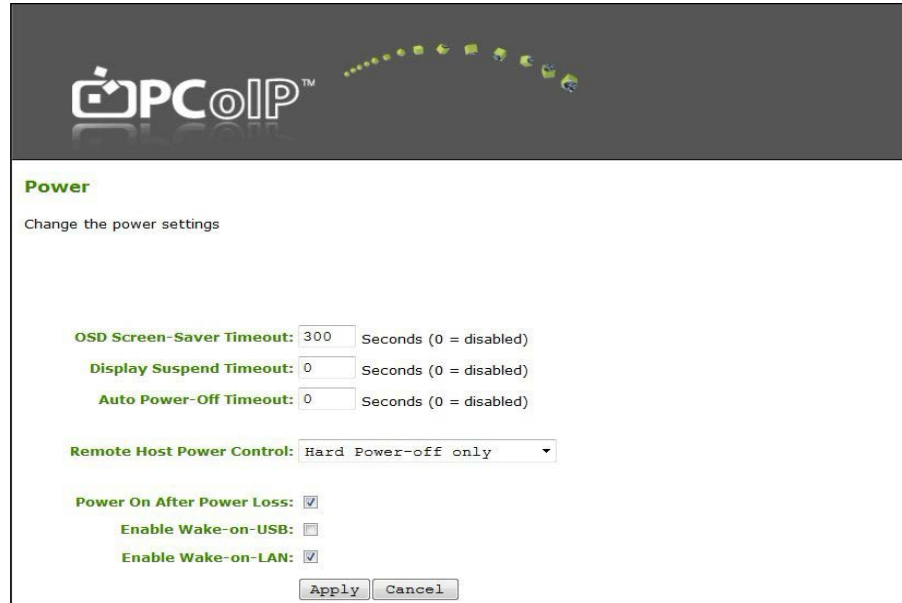 PCoIP™
Power
Change the power settings
OSD Screen-Saver Timeout: 300 Seconds (0 = disabled)
Display Suspend Timeout: 0 Seconds (0 = disabled)
Auto Power-Off Timeout: 0 Seconds (0 = disabled)
Remote Host Power Control: Hard Power-off only
Power On After Power Loss:
Enable Wake-on-USB:
Enable Wake-on-LAN:
Apply Cancel